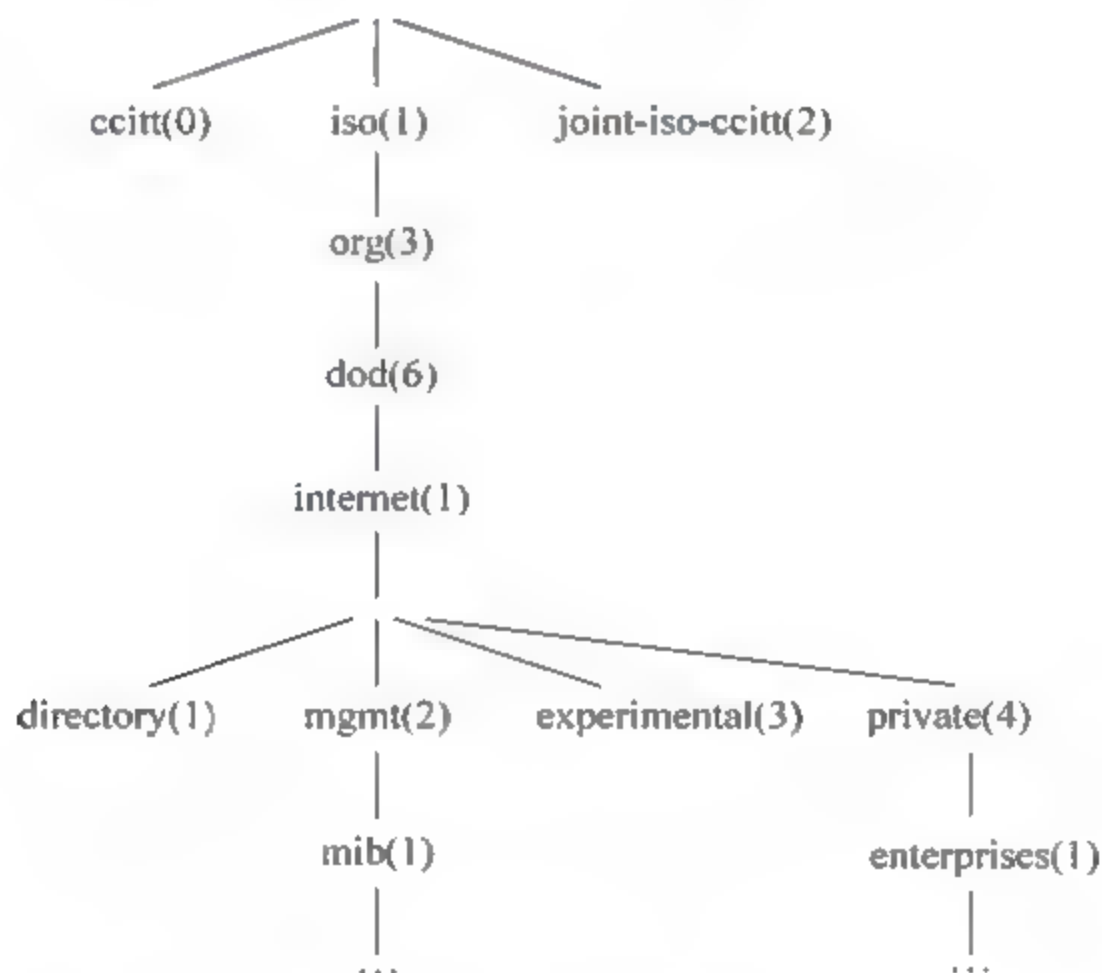 ccitt(0) iso(1) joint-iso-ccitt(2)
org(3)
dod(6)
internet(1)
directory(1) mgmt(2) experimental(3) private(4)
mib(1) enterprises(1)